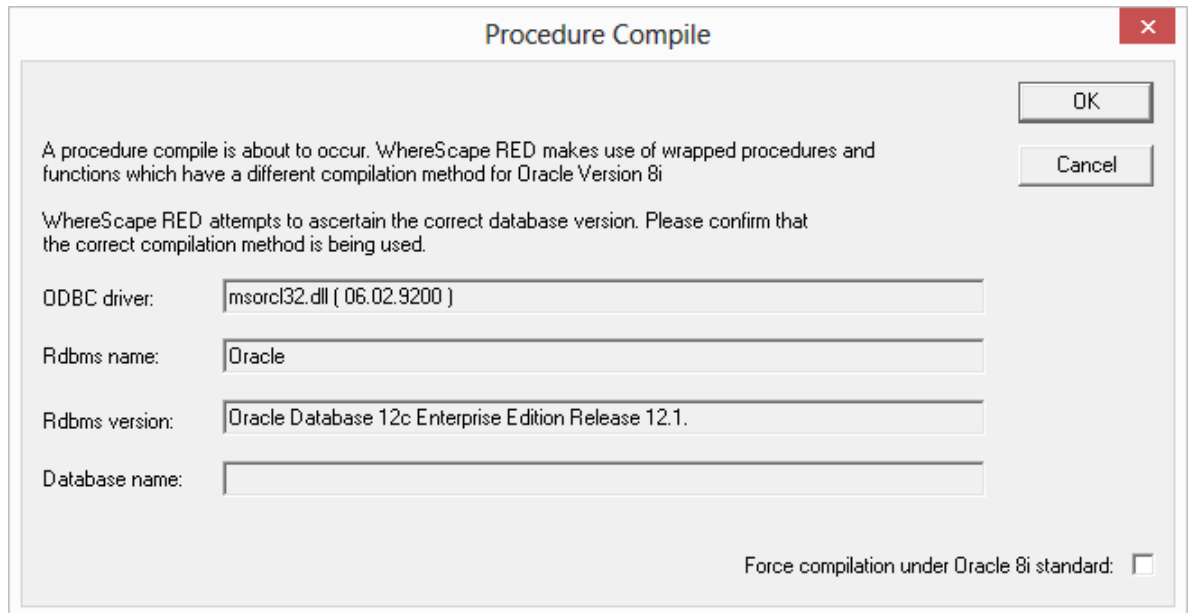 Procedure Compile
OK
A procedure compile is about to occur. WhereScape RED makes use of wrapped procedures and
functions which have a different compilation method for Oracle Version 8i
Cancel
WhereScape RED attempts to ascertain the correct database version. Please confirm that
the correct compilation method is being used.
ODBC driver: msorcl32.dll ( 06.02.9200 )
Rdbms name: Oracle
Rdbms version: Oracle Database 12c Enterprise Edition Release 12.1.
Database name:
Force compilation under Oracle 8i standard: